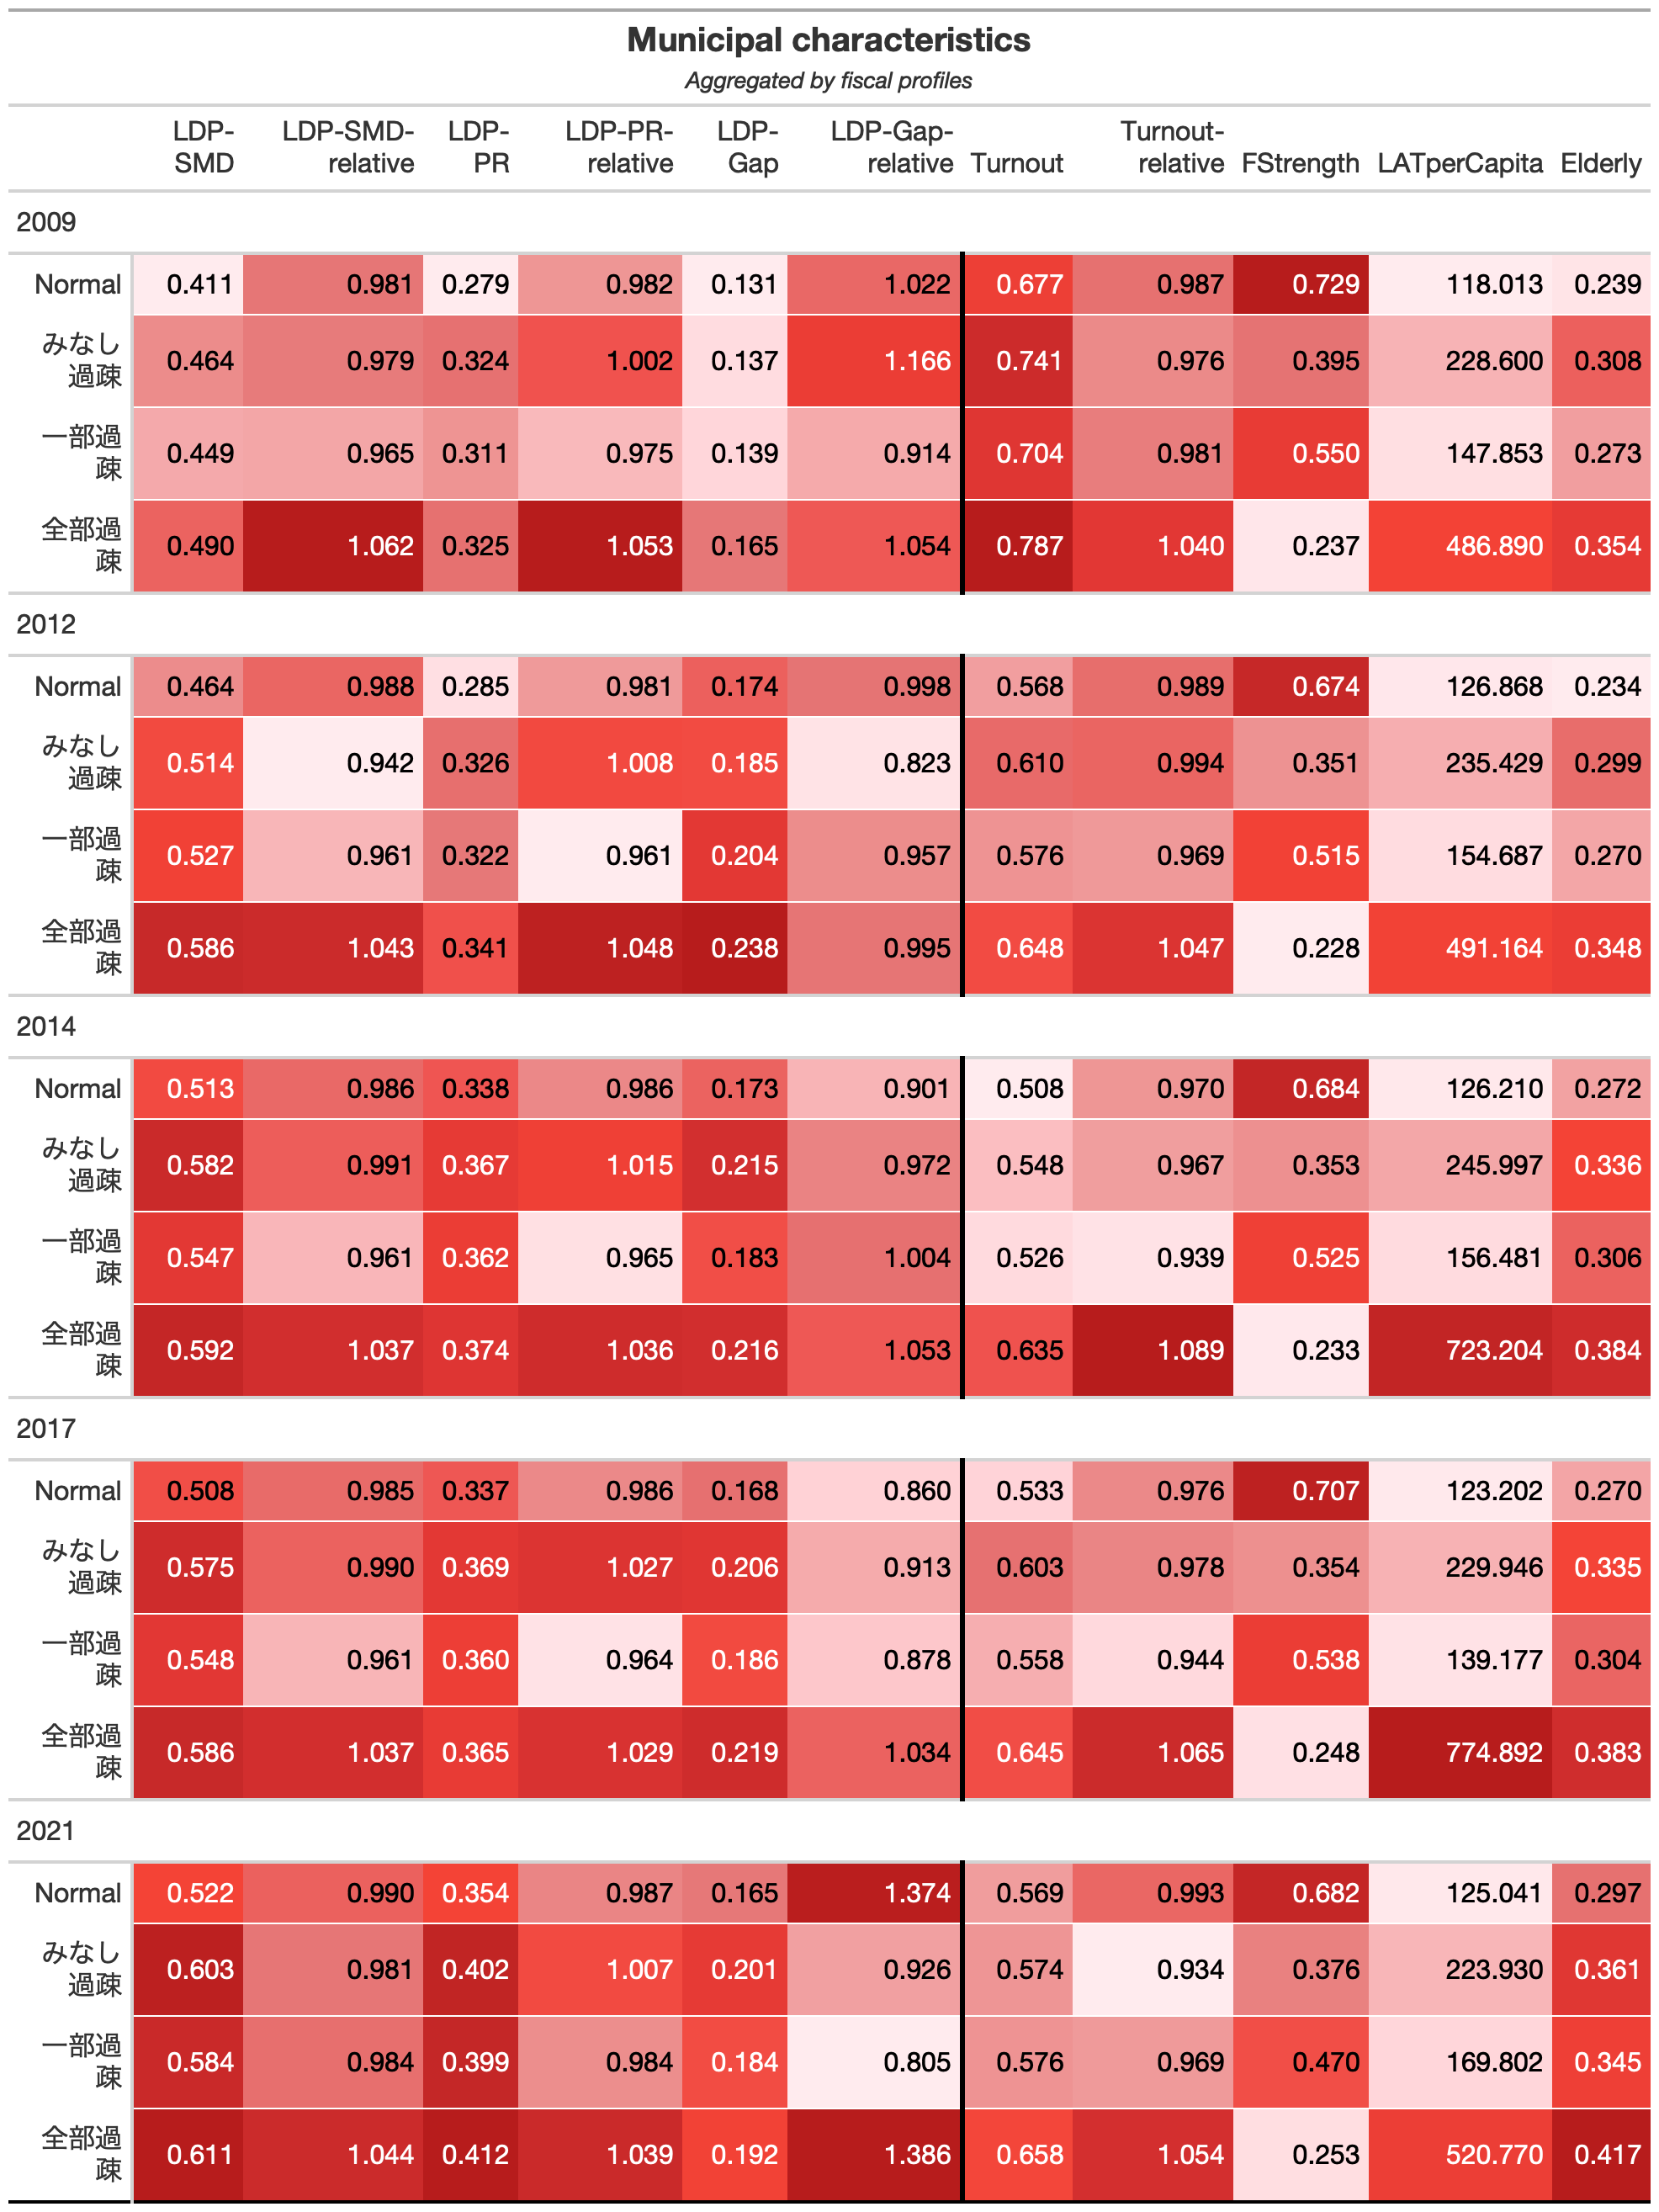 Municipal characteristics
Aggregated by fiscal profiles
LDP-SMD LDP-SMD-relative LDP-PR LDP-PR-relative LDP-Gap LDP-Gap-relative Turnout Turnout-relative FStrength LATperCapita Elderly
2009
Normal 0.411 0.981 0.279 0.982 0.131 1.022 0.677 0.987 0.729 118.013 0.239
みなし過疎 0.464 0.979 0.324 1.002 0.137 1.166 0.741 0.976 0.395 228.600 0.308
一部過疎 0.449 0.965 0.311 0.975 0.139 0.914 0.704 0.981 0.550 147.853 0.273
全部過疎 0.490 1.062 0.325 1.053 0.165 1.054 0.787 1.040 0.237 486.890 0.354
2012
Normal 0.464 0.988 0.285 0.981 0.174 0.998 0.568 0.989 0.674 126.868 0.234
みなし過疎 0.514 0.942 0.326 1.008 0.185 0.823 0.610 0.994 0.351 235.429 0.299
一部過疎 0.527 0.961 0.322 0.961 0.204 0.957 0.576 0.969 0.515 154.687 0.270
全部過疎 0.586 1.043 0.341 1.048 0.238 0.995 0.648 1.047 0.228 491.164 0.348
2014
Normal 0.513 0.986 0.338 0.986 0.173 0.901 0.508 0.970 0.684 126.210 0.272
みなし過疎 0.582 0.991 0.367 1.015 0.215 0.972 0.548 0.967 0.353 245.997 0.336
一部過疎 0.547 0.961 0.362 0.965 0.183 1.004 0.526 0.939 0.525 156.481 0.306
全部過疎 0.592 1.037 0.374 1.036 0.216 1.053 0.635 1.089 0.233 723.204 0.384
2017
Normal 0.508 0.985 0.337 0.986 0.168 0.860 0.533 0.976 0.707 123.202 0.270
みなし過疎 0.575 0.990 0.369 1.027 0.206 0.913 0.603 0.978 0.354 229.946 0.335
一部過疎 0.548 0.961 0.360 0.964 0.186 0.878 0.558 0.944 0.538 139.177 0.304
全部過疎 0.586 1.037 0.365 1.029 0.219 1.034 0.645 1.065 0.248 774.892 0.383
2021
Normal 0.522 0.990 0.354 0.987 0.165 1.374 0.569 0.993 0.682 125.041 0.297
みなし過疎 0.603 0.981 0.402 1.007 0.201 0.926 0.574 0.934 0.376 223.930 0.361
一部過疎 0.584 0.984 0.399 0.984 0.184 0.805 0.576 0.969 0.470 169.802 0.345
全部過疎 0.611 1.044 0.412 1.039 0.192 1.386 0.658 1.054 0.253 520.770 0.417